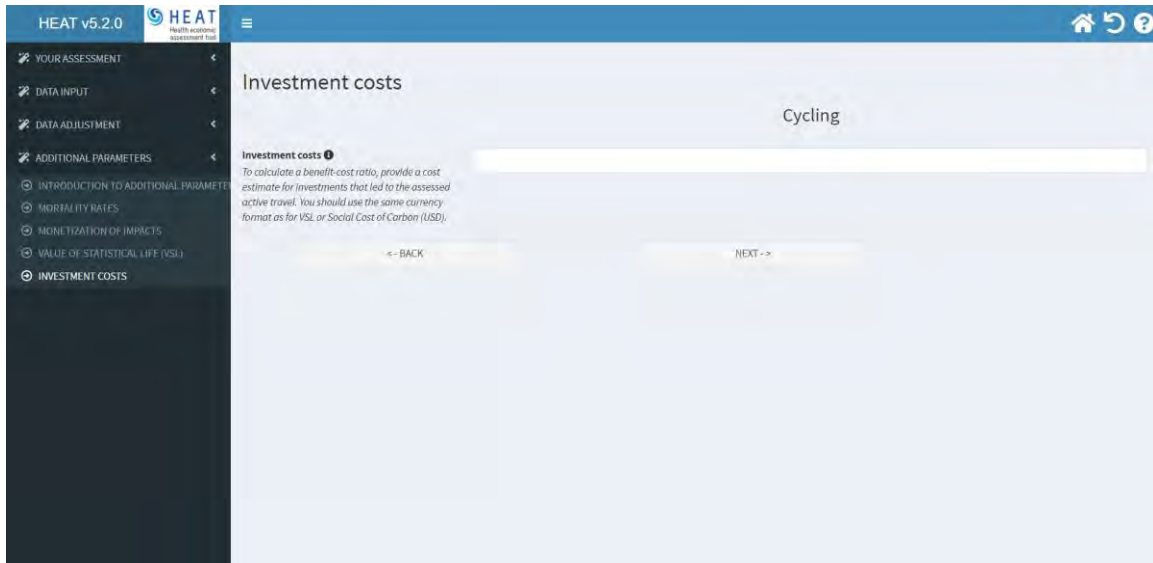 HEAT v5.2.0
HEAT
Health economic
assessment tool
YOUR ASSESSMENT
DATA INPUT
DATA ADJUSTMENT
ADDITIONAL PARAMETERS
INTRODUCTION TO ADDITIONAL PARAMETE
MORTALITY RATES
MONETIZATION OF IMPACTS
VALUE OF STATISTICAL LIFE (VSL)
INVESTMENT COSTS
Investment costs
Cycling
Investment costs
To calculate a benefit-cost ratio, provide a cost
estimate for investments that led to the assessed
active travel. You should use the same currency
format as for VSL or Social Cost of Carbon (USD).
<- BACK
NEXT ->